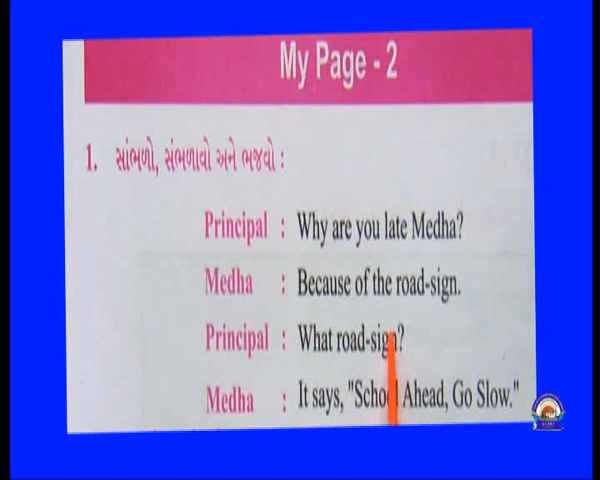 My Page - 2
1. સાંભળો, સંભળાવો અને ભજવો :
Principal : Why are you late Medha?
Medha : Because of the road-sign.
Principal : What road-sign?
Medha : It says, "School Ahead, Go Slow."